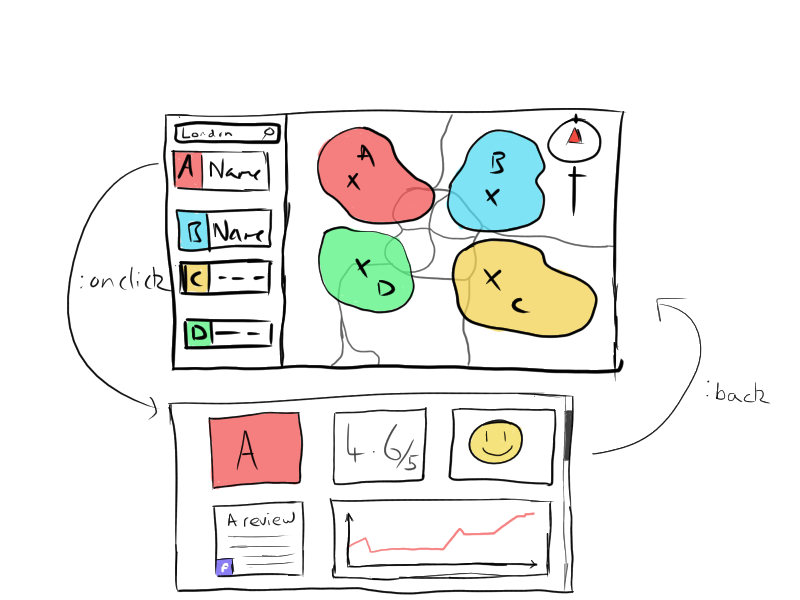 London
A Name
B Name
C
D
A
B
D
C
:onclick
:back
A
4.6/5
A review